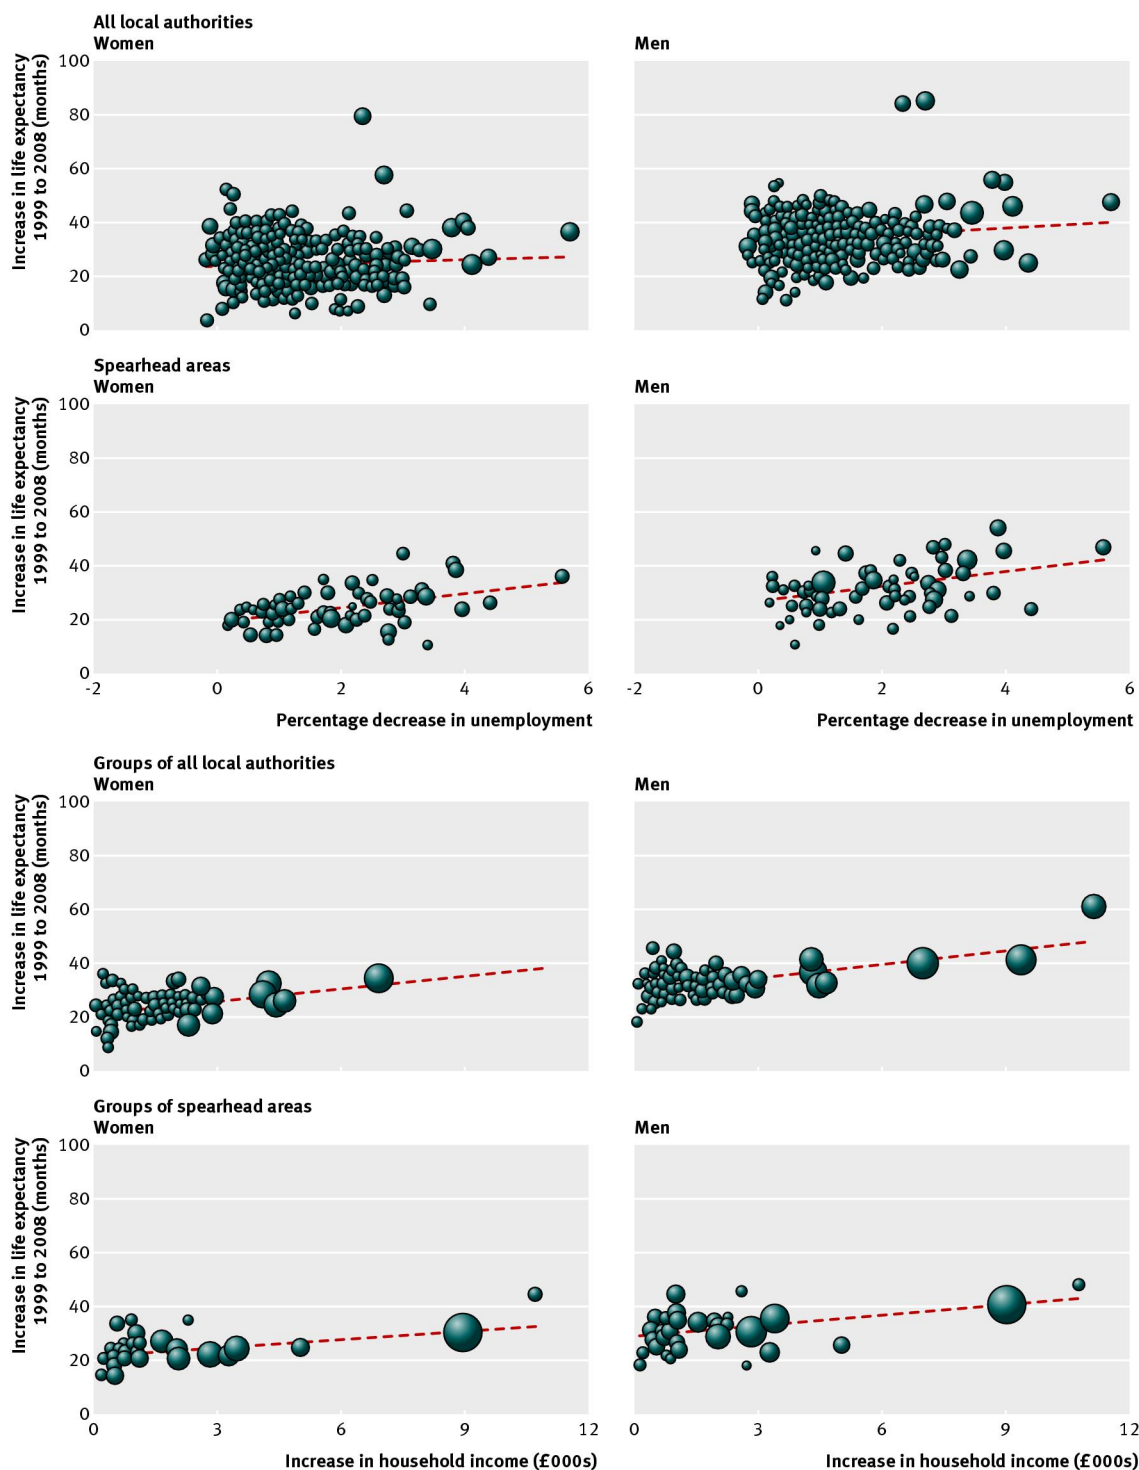 All local authorities
Women
Men
Increase in life expectancy
1999 to 2008 (months)
100
80
60
40
20
0
Spearhead areas
Women
Men
Increase in life expectancy
1999 to 2008 (months)
100
80
60
40
20
0
-2 0 2 4 6
-2 0 2 4 6
Percentage decrease in unemployment
Percentage decrease in unemployment
Groups of all local authorities
Women
Men
Increase in life expectancy
1999 to 2008 (months)
100
80
60
40
20
0
Groups of spearhead areas
Women
Men
Increase in life expectancy
1999 to 2008 (months)
100
80
60
40
20
0
0 3 6 9 12
0 3 6 9 12
Increase in household income (£000s)
Increase in household income (£000s)